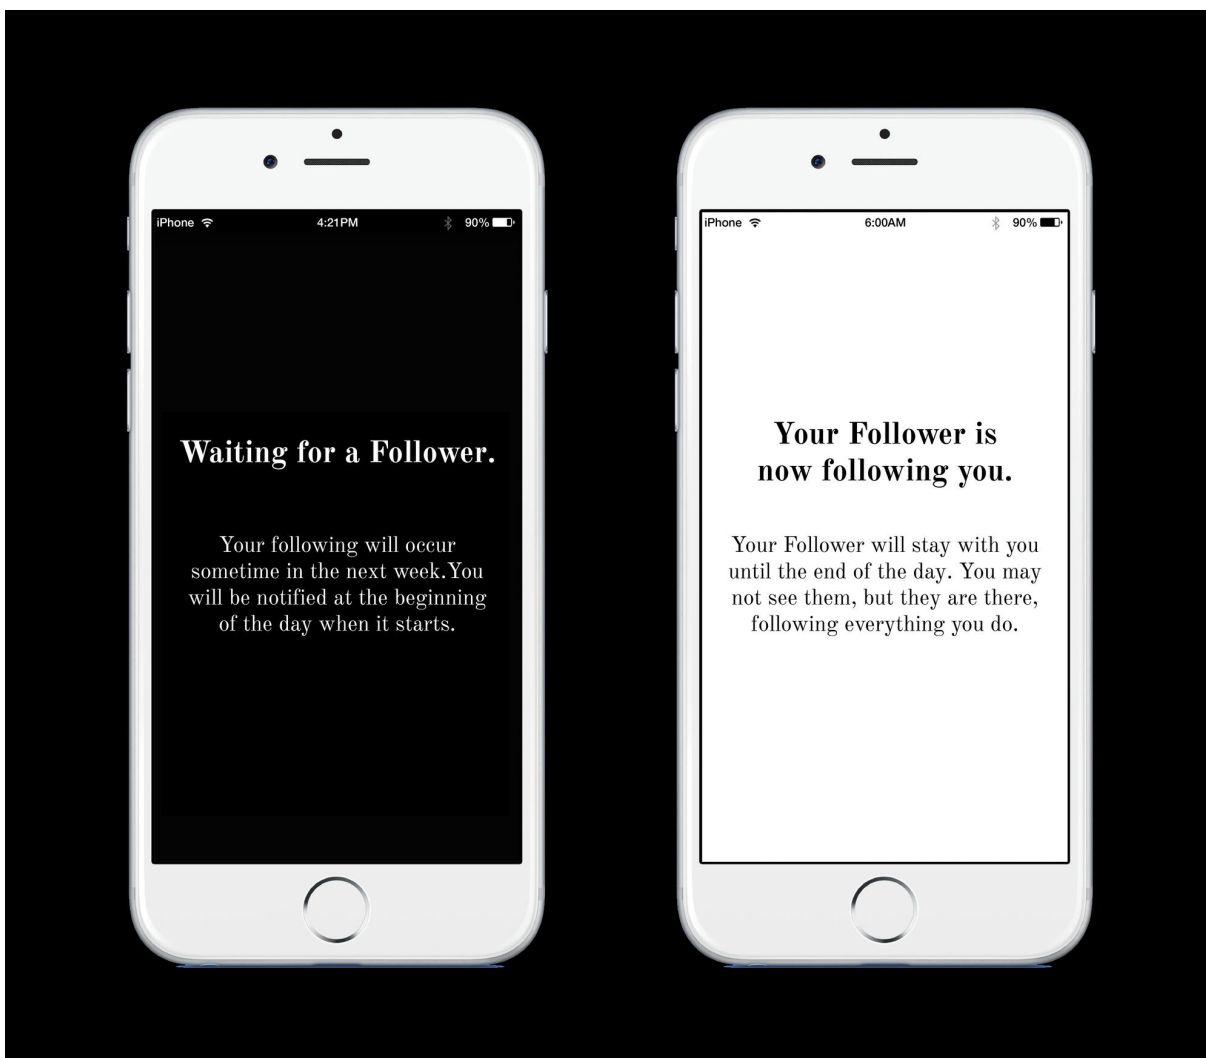 iPhone 4:21PM 90%
Waiting for a Follower.
Your following will occur
sometime in the next week.You
will be notified at the beginning
of the day when it starts.
iPhone 6:00AM 90%
Your Follower is
now following you.
Your Follower will stay with you
until the end of the day. You may
not see them, but they are there,
following everything you do.